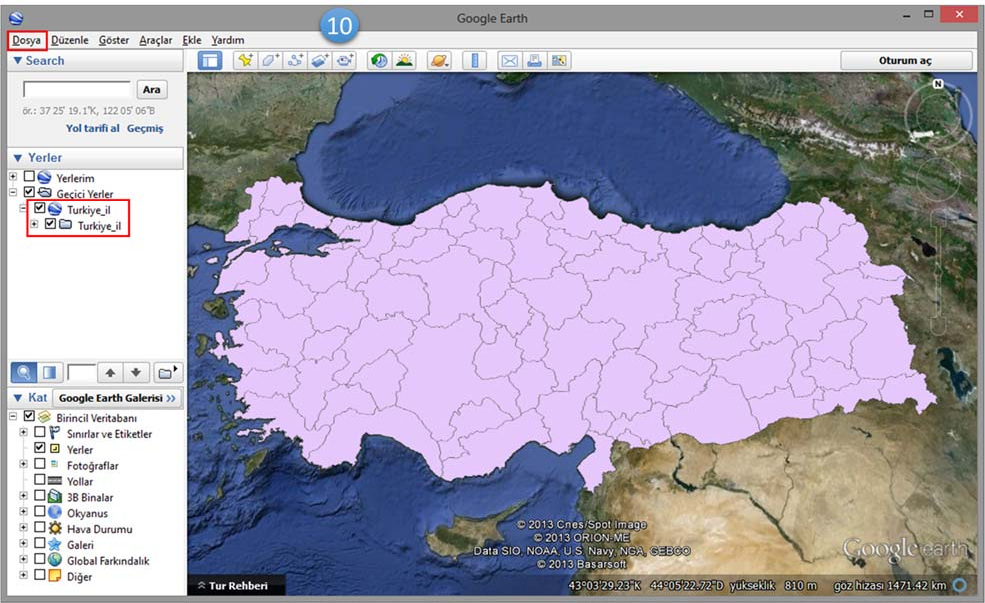 Google Earth
10
Dosya Düzenle Göster Araçlar Ekle Yardım
Oturum aç
Search
Ara
ör.: 37 25' 19.1"K, 122 05' 06"B
Yol tarifi al Geçmiş
Yerler
Yerlerim
Geçici Yerler
Turkiye_il
Turkiye_il
Kat Google Earth Galerisi >>
Birincil Veritabanı
Sınırlar ve Etiketler
Yerler
Fotoğraflar
Yollar
3B Binalar
Okyanus
Hava Durumu
Galeri
Global Farkındalık
Diğer
N
© 2013 Cnes/Spot Image
© 2013 ORION-ME
Data SIO, NOAA, U.S. Navy, NGA, GEBCO
© 2013 Basarsoft
Google earth
Tur Rehberi
43°03'29.23"K 44°05'22.72"D yükseklik 810 m göz hizası 1471.42 km